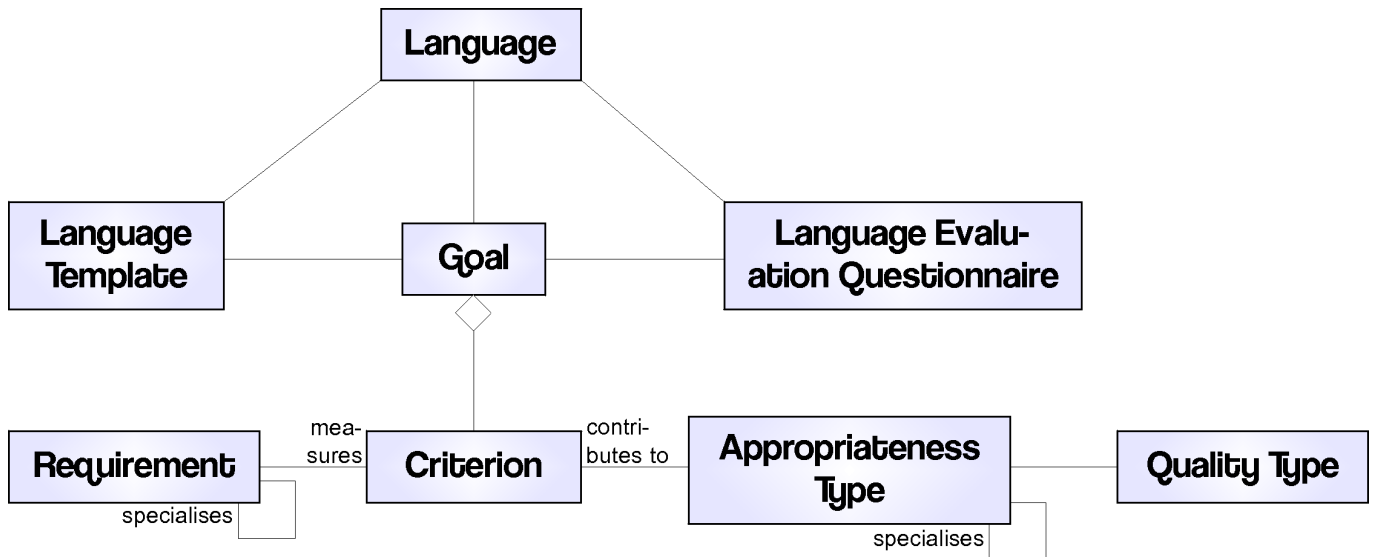 Language
Language
Template
Goal
Language Evalu-
ation Questionnaire
Requirement
specialises
mea-
sures
Criterion
contri-
butes to
Appropriateness
Type
specialises
Quality Type